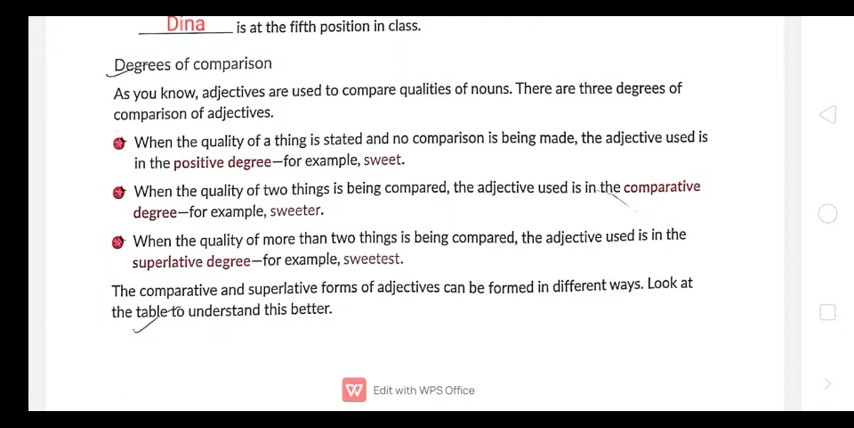 Dina is at the fifth position in class.
Degrees of comparison
As you know, adjectives are used to compare qualities of nouns. There are three degrees of
comparison of adjectives.
When the quality of a thing is stated and no comparison is being made, the adjective used is
in the positive degree—for example, sweet.
When the quality of two things is being compared, the adjective used is in the comparative
degree—for example, sweeter.
When the quality of more than two things is being compared, the adjective used is in the
superlative degree—for example, sweetest.
The comparative and superlative forms of adjectives can be formed in different ways. Look at
the table to understand this better.
Edit with WPS Office